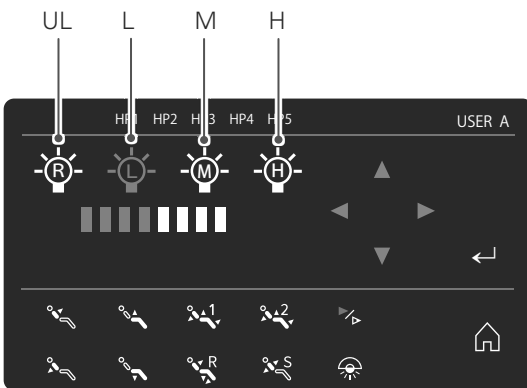 UL L M H
HP1 HP2 HP3 HP4 HP5 USER A
R L M H
1 2
R S